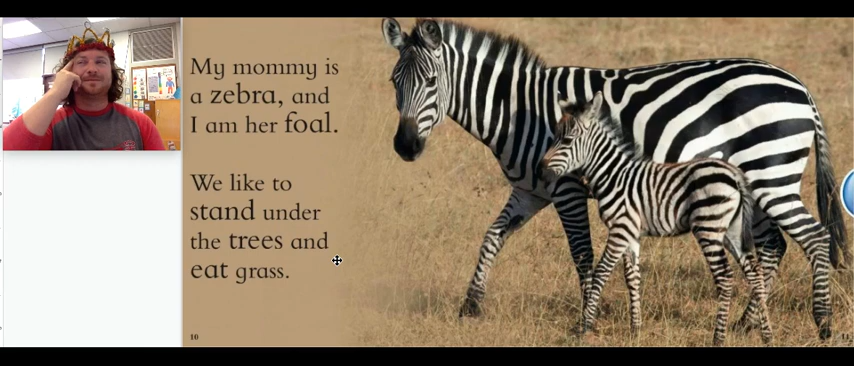 My mommy is
a zebra, and
I am her foal.
We like to
stand under
the trees and
eat grass.
10
11